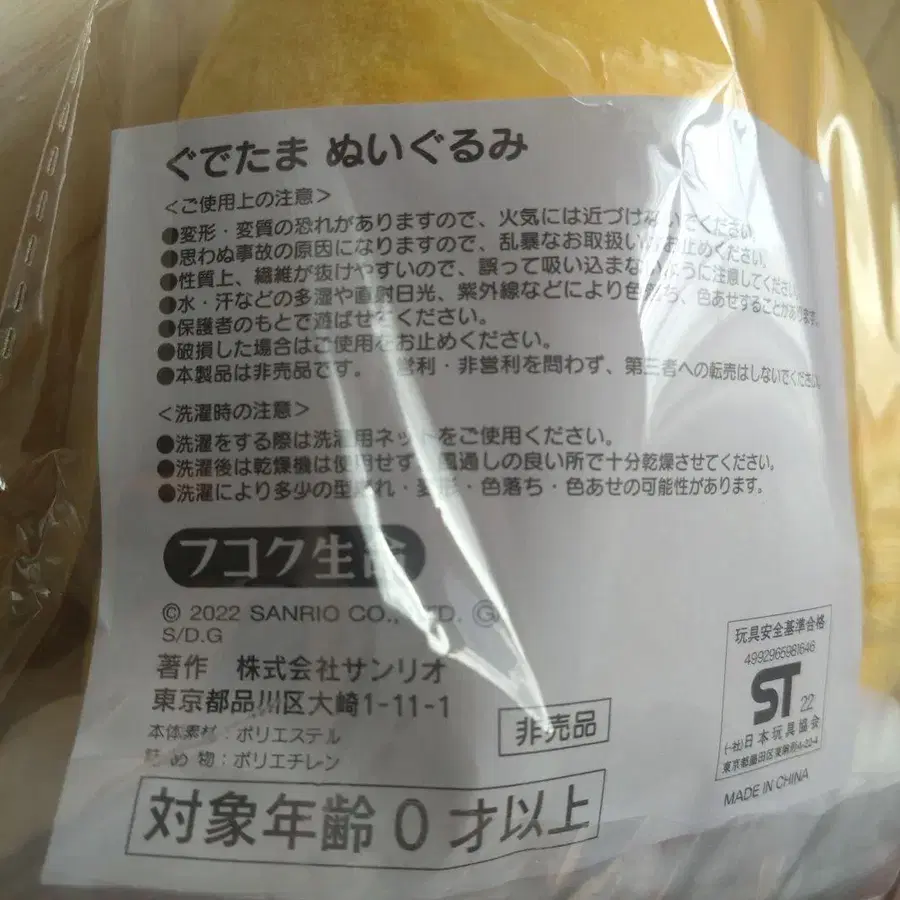 ぐでたま ぬいぐるみ
<ご使用上の注意>
●変形・変質の恐れがありますので、火気には近づけないでください。
●思わぬ事故の原因になりますので、乱暴なお取扱いはお止めください。
●性質上、繊維が抜けやすいので、誤って吸い込まないように注意してください。
●水・汗などの多湿や直射日光、紫外線などにより色落ち、色あせすることがあります。
●保護者のもとで遊ばせてください。
●破損した場合はご使用をお止めください。
●本製品は非売品です。 営利・非営利を問わず、第三者への転売はしないでください。
<洗濯時の注意>
●洗濯をする際は洗濯用ネットをご使用ください。
●洗濯後は乾燥機は使用せず、風通しの良い所で十分乾燥させてください。
●洗濯により多少の型崩れ・変形・色落ち・色あせの可能性があります。
フコク生命
© 2022 SANRIO CO., LTD. Ⓖ
S/D.G
著作 株式会社サンリオ
東京都品川区大崎1-11-1
本体素材:ポリエステル
詰め物:ポリエチレン
非売品
対象年齢 0 才以上
玩具安全基準合格
4992965961646
ST 22
(一社)日本玩具協会
東京都墨田区東駒形4-22-4
MADE IN CHINA